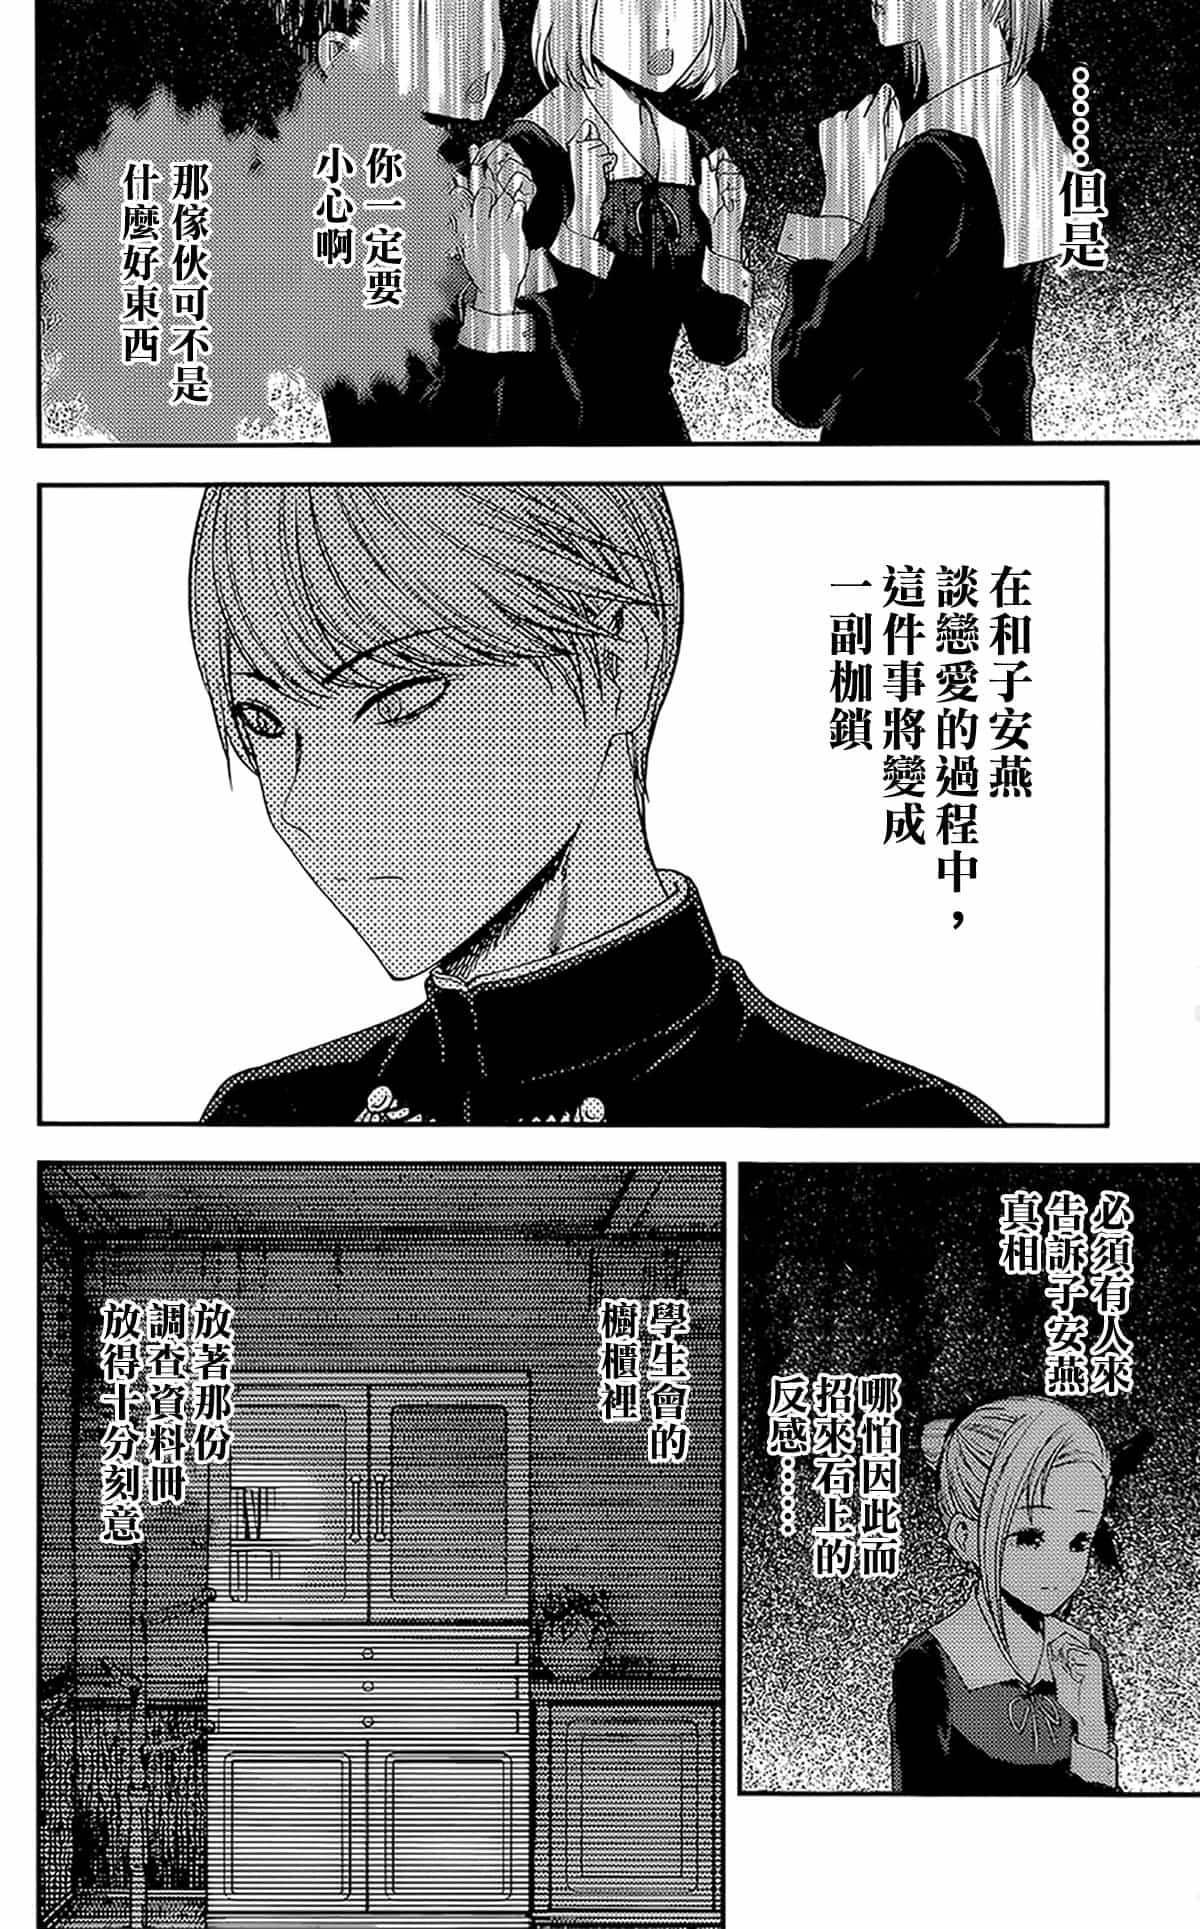 ……但是
你一定要
小心啊
那傢伙可不是
什麼好東西
在和子安燕
談戀愛的過程中，
這件事將變成
一副枷鎖
必須有人來
告訴子安燕
真相
哪怕因此而
招來石上的
反感……
學生會的
櫥櫃裡
放著那份
調查資料冊
放得十分刻意